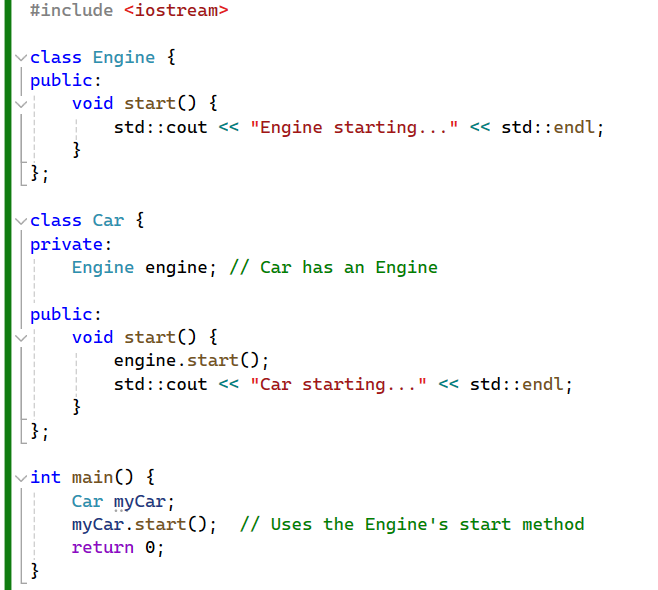 #include <iostream>
class Engine {
public:
    void start() {
        std::cout << "Engine starting..." << std::endl;
    }
};
class Car {
private:
    Engine engine; // Car has an Engine
public:
    void start() {
        engine.start();
        std::cout << "Car starting..." << std::endl;
    }
};
int main() {
    Car myCar;
    myCar.start();  // Uses the Engine's start method
    return 0;
}